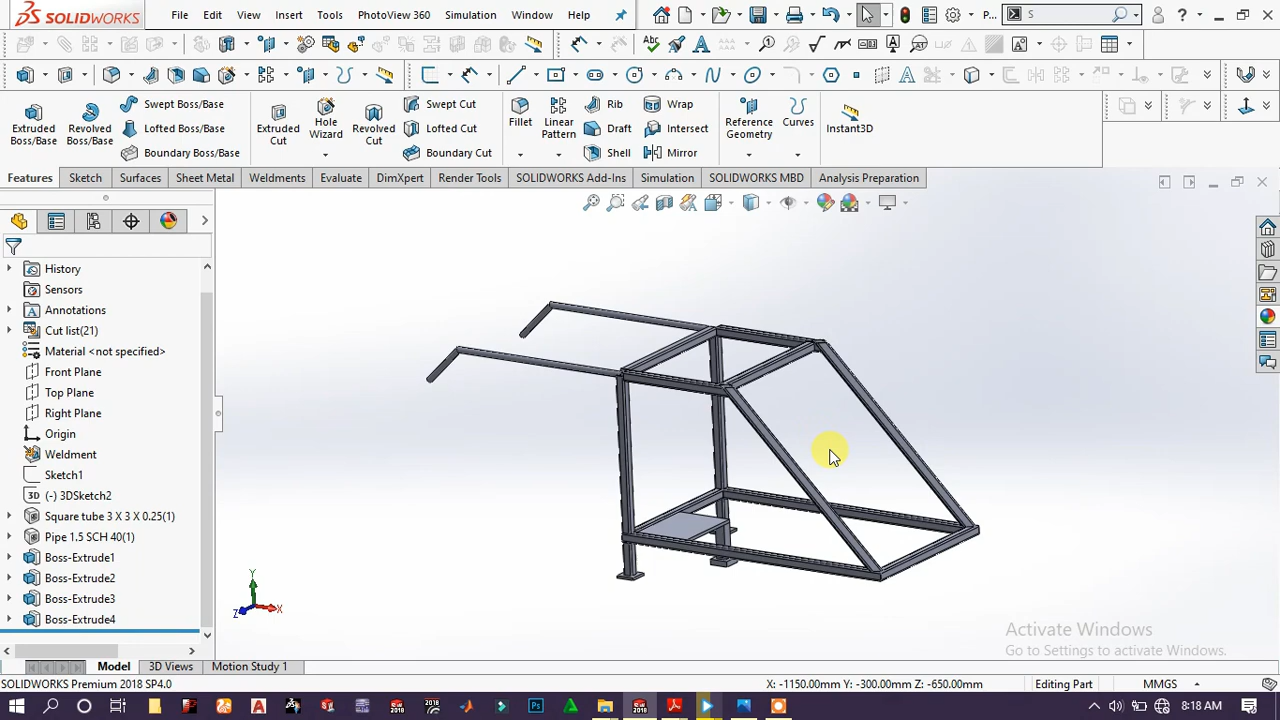 SOLIDWORKS File Edit View Insert Tools PhotoView 360 Simulation Window Help P... S
Extruded Boss/Base
Revolved Boss/Base
Swept Boss/Base
Lofted Boss/Base
Boundary Boss/Base
Extruded Cut
Hole Wizard
Revolved Cut
Swept Cut
Lofted Cut
Boundary Cut
Fillet
Linear Pattern
Rib
Draft
Shell
Wrap
Intersect
Mirror
Reference Geometry
Curves
Instant3D
Features Sketch Surfaces Sheet Metal Weldments Evaluate DimXpert Render Tools SOLIDWORKS Add-Ins Simulation SOLIDWORKS MBD Analysis Preparation
History
Sensors
Annotations
Cut list(21)
Material <not specified>
Front Plane
Top Plane
Right Plane
Origin
Weldment
Sketch1
3D (-) 3DSketch2
Square tube 3 X 3 X 0.25(1)
Pipe 1.5 SCH 40(1)
Boss-Extrude1
Boss-Extrude2
Boss-Extrude3
Boss-Extrude4
Y
Z X
Activate Windows
Go to Settings to activate Windows.
Model 3D Views Motion Study 1
SOLIDWORKS Premium 2018 SP4.0 X: -1150.00mm Y: -300.00mm Z: -650.00mm Editing Part MMGS
8:18 AM